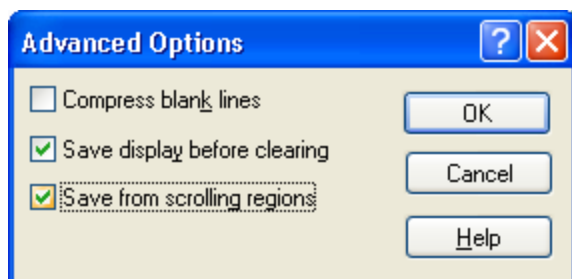 Advanced Options
Compress blank lines
OK
Save display before clearing
Cancel
Save from scrolling regions
Help